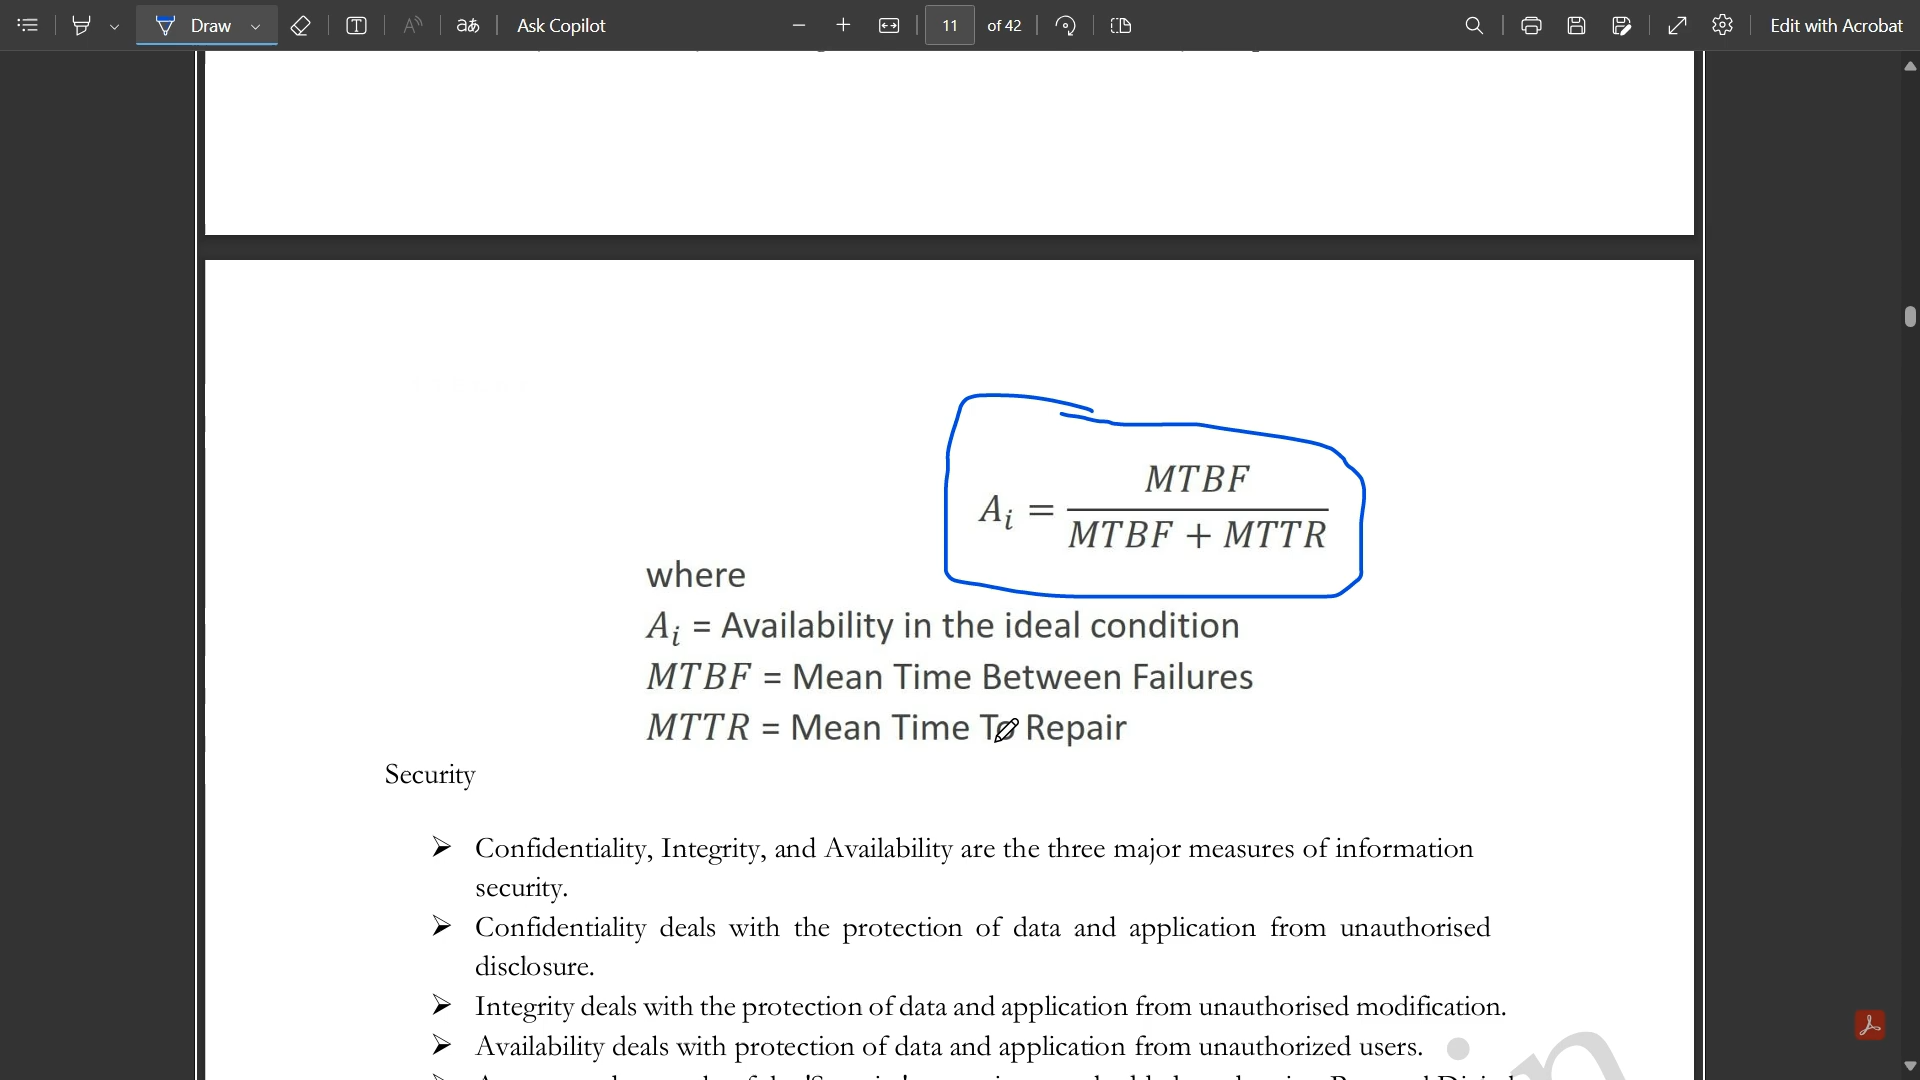 Draw
aあ
Ask Copilot
11 of 42
Edit with Acrobat
A_i = MTBF / (MTBF + MTTR)
where
A_i = Availability in the ideal condition
MTBF = Mean Time Between Failures
MTTR = Mean Time To Repair
Security
➢ Confidentiality, Integrity, and Availability are the three major measures of information
security.
➢ Confidentiality deals with the protection of data and application from unauthorised
disclosure.
➢ Integrity deals with the protection of data and application from unauthorised modification.
➢ Availability deals with protection of data and application from unauthorized users.